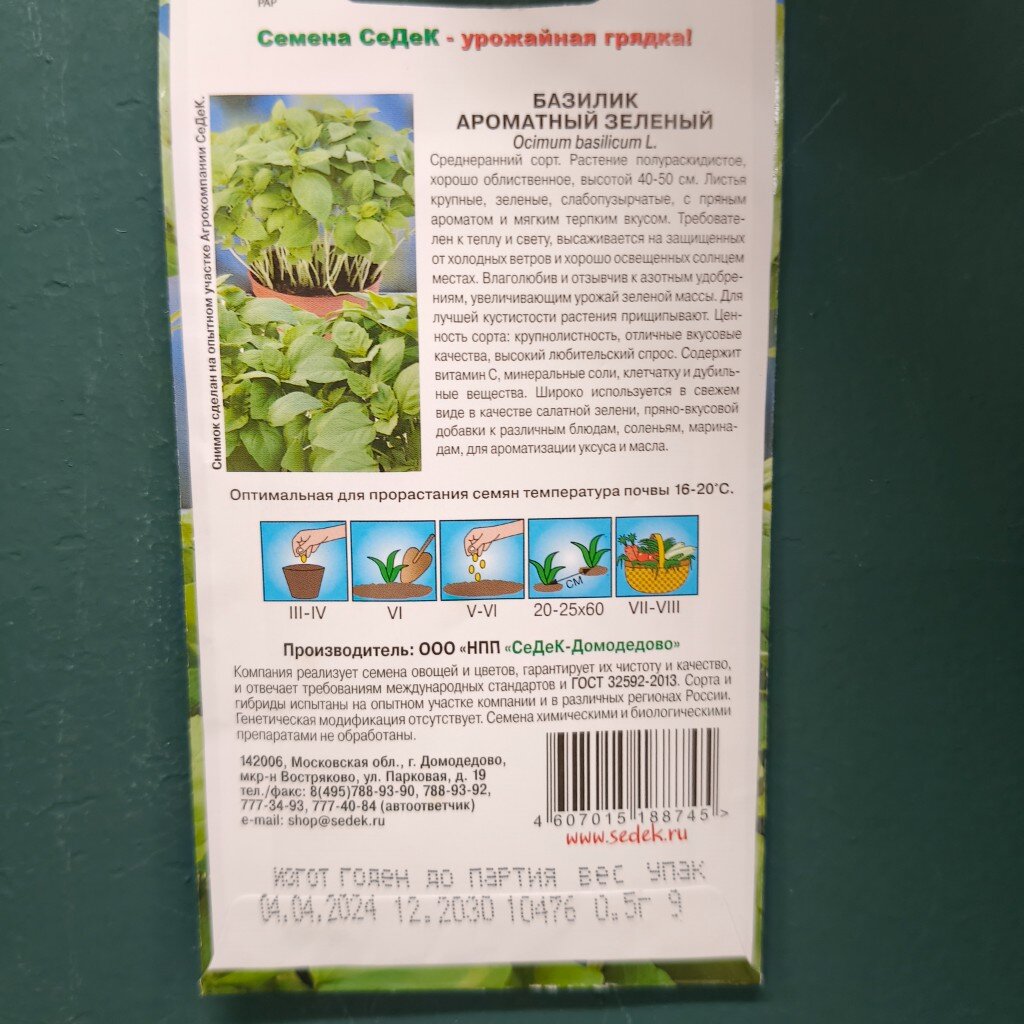 PAP
Семена СеДеК - урожайная грядка!
Снимок сделан на опытном участке Агрокомпании СеДеК.
БАЗИЛИК
АРОМАТНЫЙ ЗЕЛЕНЫЙ
Ocimum basilicum L.
Среднеранний сорт. Растение полураскидистое,
хорошо облиственное, высотой 40-50 см. Листья
крупные, зеленые, слабопузырчатые, с пряным
ароматом и мягким терпким вкусом. Требовате-
лен к теплу и свету, высаживается на защищенных
от холодных ветров и хорошо освещенных солнцем
местах. Влаголюбив и отзывчив к азотным удобре-
ниям, увеличивающим урожай зеленой массы. Для
лучшей кустистости растения прищипывают. Цен-
ность сорта: крупнолистность, отличные вкусовые
качества, высокий любительский спрос. Содержит
витамин С, минеральные соли, клетчатку и дубиль-
ные вещества. Широко используется в свежем
виде в качестве салатной зелени, пряно-вкусовой
добавки к различным блюдам, соленьям, марина-
дам, для ароматизации уксуса и масла.
Оптимальная для прорастания семян температура почвы 16-20°С.
СМ
III-IV VI V-VI 20-25x60 VII-VIII
Производитель: ООО «НПП «СеДеК-Домодедово»
Компания реализует семена овощей и цветов, гарантирует их чистоту и качество,
и отвечает требованиям международных стандартов и ГОСТ 32592-2013. Сорта и
гибриды испытаны на опытном участке компании и в различных регионах России.
Генетическая модификация отсутствует. Семена химическими и биологическими
препаратами не обработаны.
142006, Московская обл., г. Домодедово,
мкр-н Востряково, ул. Парковая, д. 19
тел./факс: 8(495)788-93-90, 788-93-92,
777-34-93, 777-40-84 (автоответчик)
e-mail: shop@sedek.ru
4 607015 188745 >
www.sedek.ru
Изгот годен до партия вес упак
04.04.2024 12.2030 10476 0.5г 9